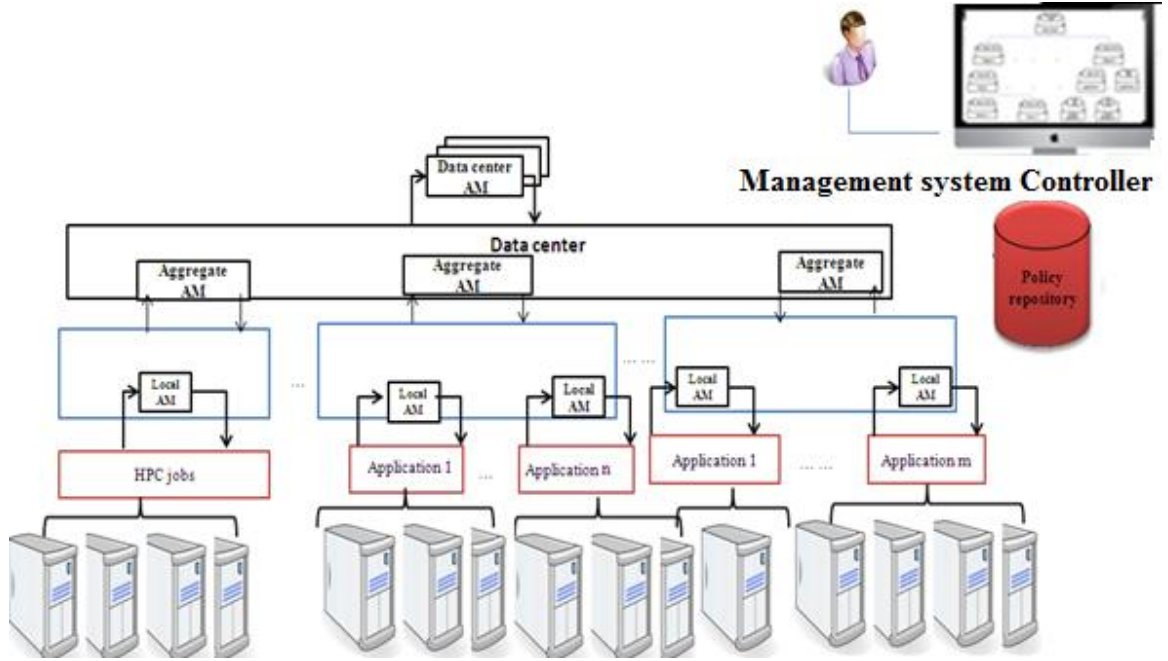 Management system Controller
Data center
AM
Data center
Aggregate
AM
Aggregate
AM
Aggregate
AM
Policy
repository
... 
... ...
Local
AM
Local
AM
Local
AM
Local
AM
Local
AM
HPC jobs
Application 1
...
Application n
Application 1
... ...
Application m